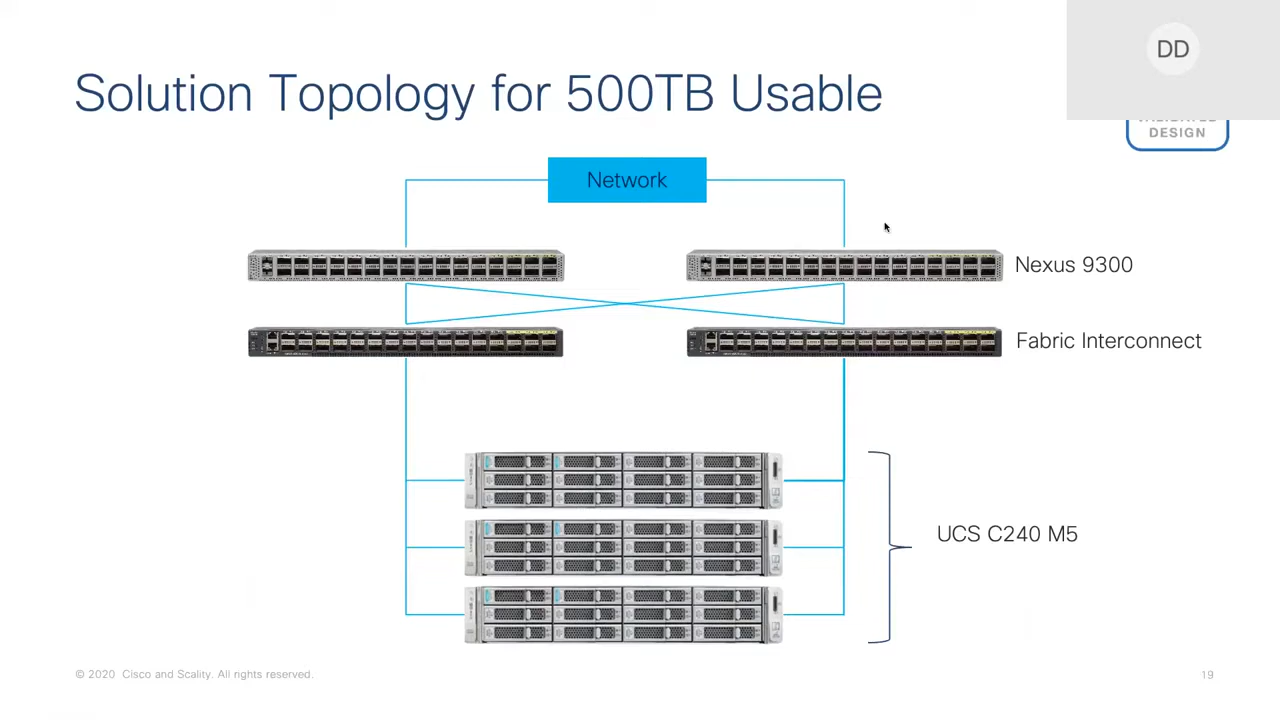 DD
Solution Topology for 500TB Usable
DESIGN
Network
Nexus 9300
Fabric Interconnect
UCS C240 M5
© 2020 Cisco and Scality. All rights reserved.
19